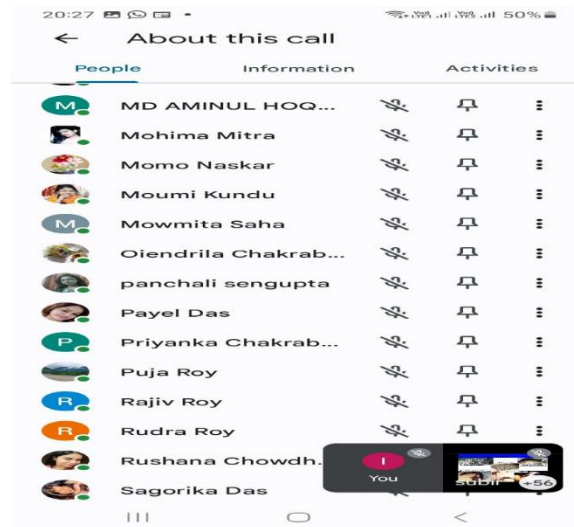 20:27 50%
About this call
People Information Activities
M MD AMINUL HOQ...
Mohima Mitra
Momo Naskar
Moumi Kundu
M Mowmita Saha
Oiendrila Chakrab...
panchali sengupta
Payel Das
P Priyanka Chakrab...
Puja Roy
R Rajiv Roy
R Rudra Roy
Rushana Chowdh.
I
You subir +56
Sagorika Das